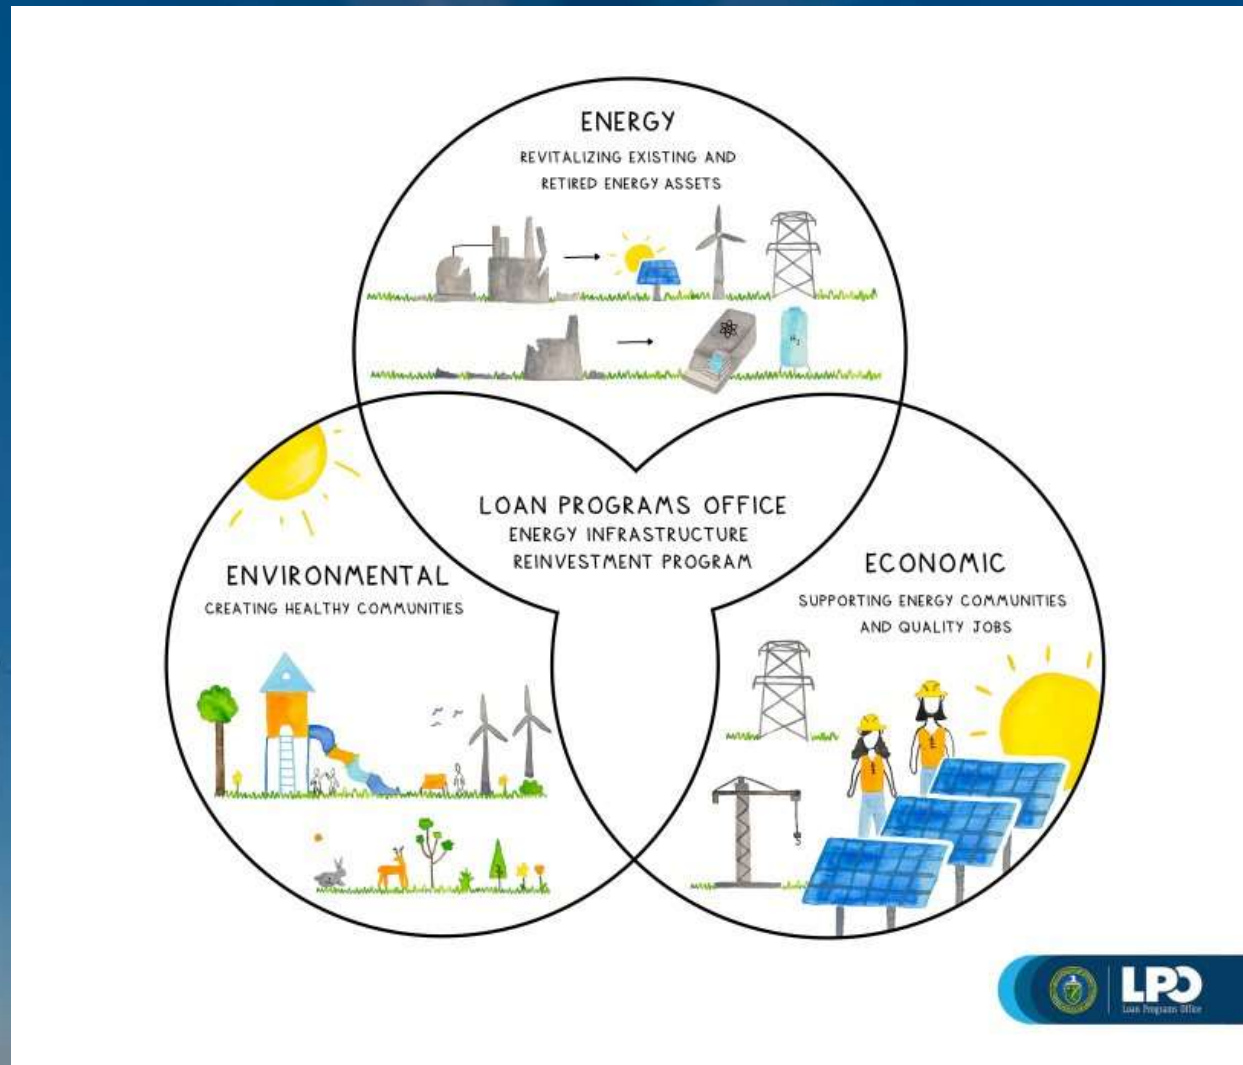 ENERGY
REVITALIZING EXISTING AND
RETIRED ENERGY ASSETS
H2
LOAN PROGRAMS OFFICE
ENERGY INFRASTRUCTURE
REINVESTMENT PROGRAM
ENVIRONMENTAL
CREATING HEALTHY COMMUNITIES
ECONOMIC
SUPPORTING ENERGY COMMUNITIES
AND QUALITY JOBS
LPO
Loan Programs Office